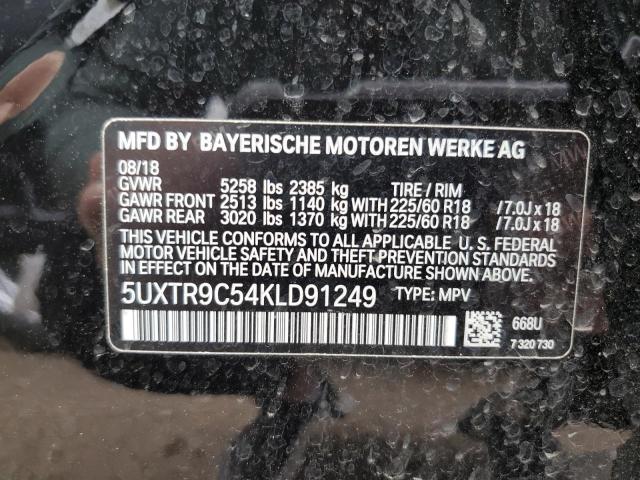 MFD BY BAYERISCHE MOTOREN WERKE AG
08/18
GVWR 5258 lbs 2385 kg TIRE / RIM
GAWR FRONT 2513 lbs 1140 kg WITH 225/60 R18 /7.0J x 18
GAWR REAR 3020 lbs 1370 kg WITH 225/60 R18 /7.0J x 18
THIS VEHICLE CONFORMS TO ALL APPLICABLE U. S. FEDERAL
MOTOR VEHICLE SAFETY, BUMPER, AND THEFT PREVENTION STANDARDS
IN EFFECT ON THE DATE OF MANUFACTURE SHOWN ABOVE.
5UXTR9C54KLD91249 TYPE: MPV
668U
7 320 730